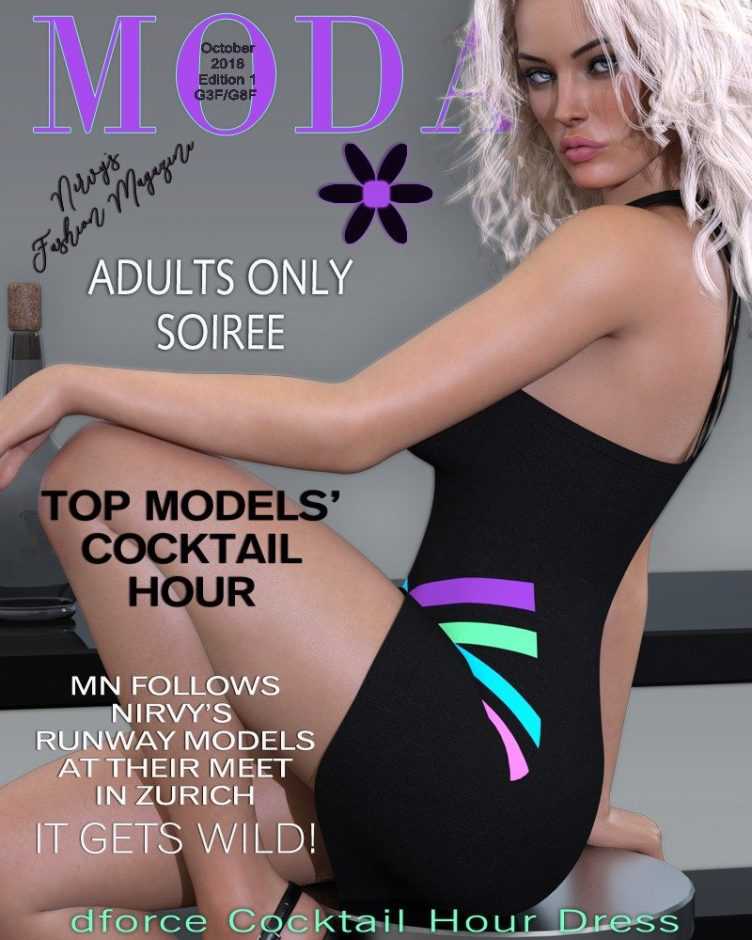 MODA
October
2018
Edition 1
G3F/G8F
Nirvy's
Fashion Magazine
ADULTS ONLY
SOIREE
TOP MODELS'
COCKTAIL
HOUR
MN FOLLOWS
NIRVY'S
RUNWAY MODELS
AT THEIR MEET
IN ZURICH
IT GETS WILD!
dforce Cocktail Hour Dress